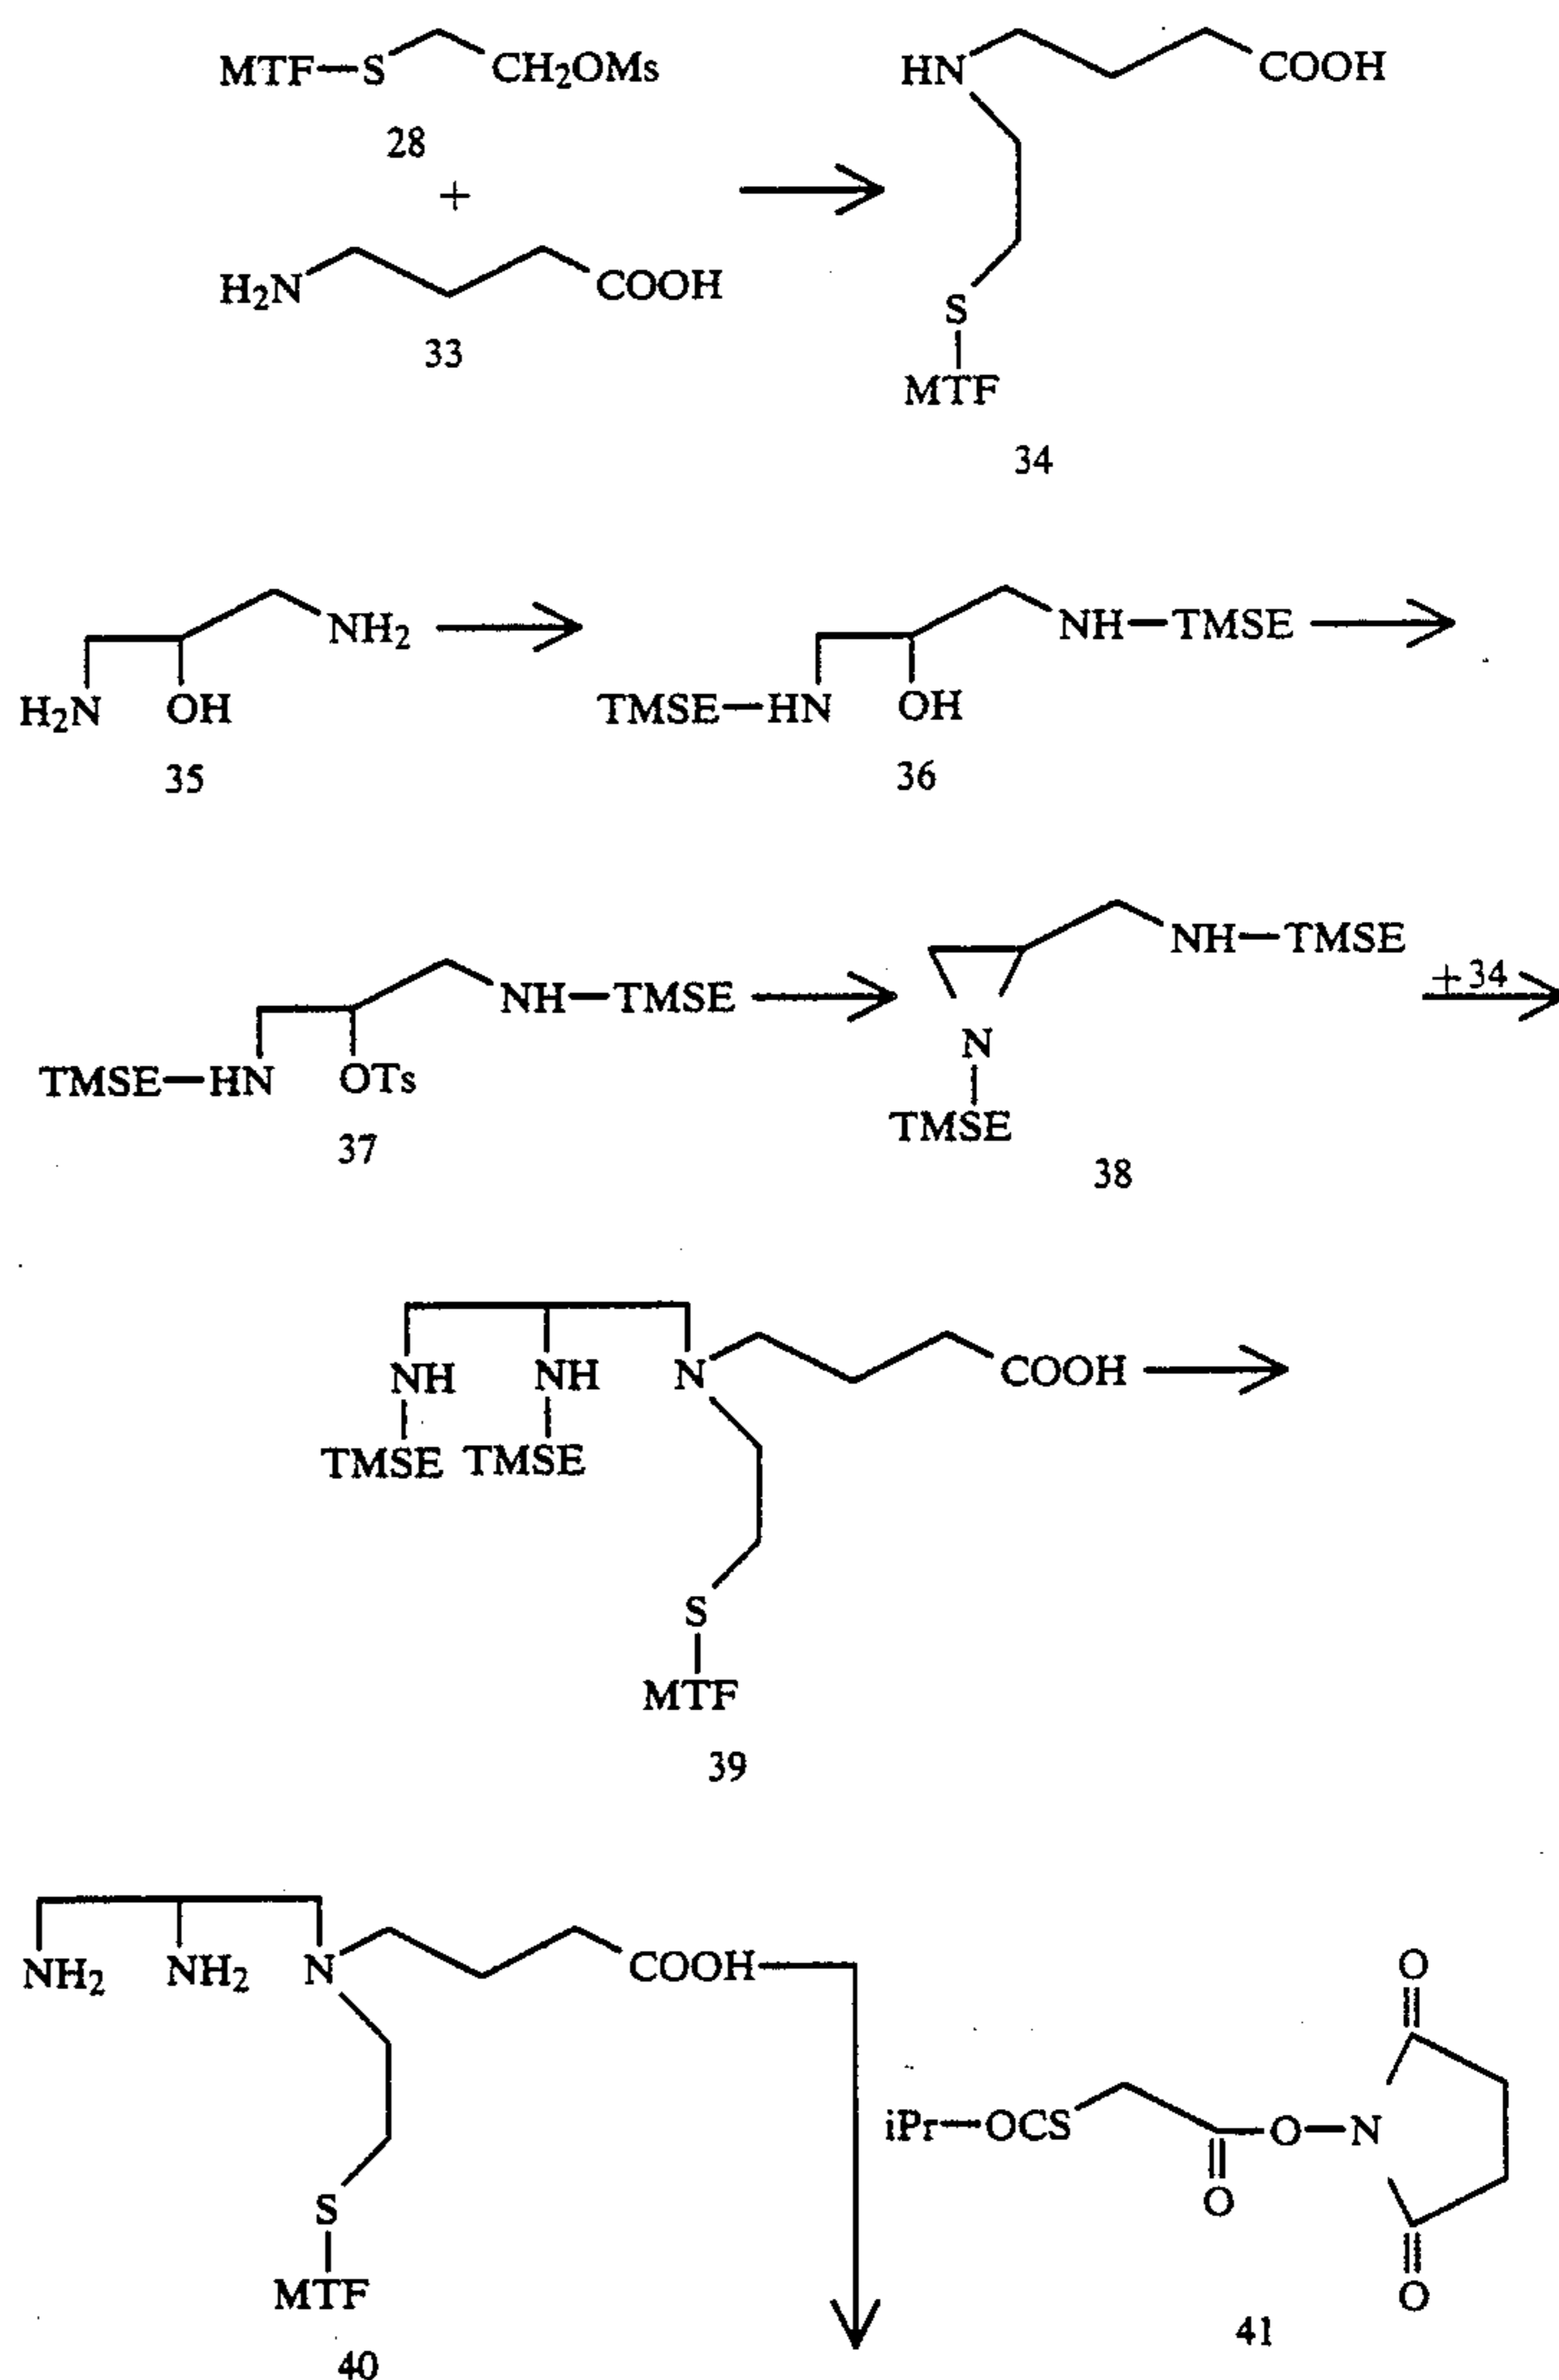 MTF—S CH2OMs
28
+
H2N COOH
33
HN COOH
S
MTF
34
NH2
H2N OH
35
NH—TMSE
TMSE—HN OH
36
NH—TMSE
TMSE—HN OTs
37
NH—TMSE
N
TMSE
38
+34
NH NH N COOH
TMSE TMSE
S
MTF
39
NH2 NH2 N COOH
S
MTF
40
O
iPr—OCS O—N
O
O
41